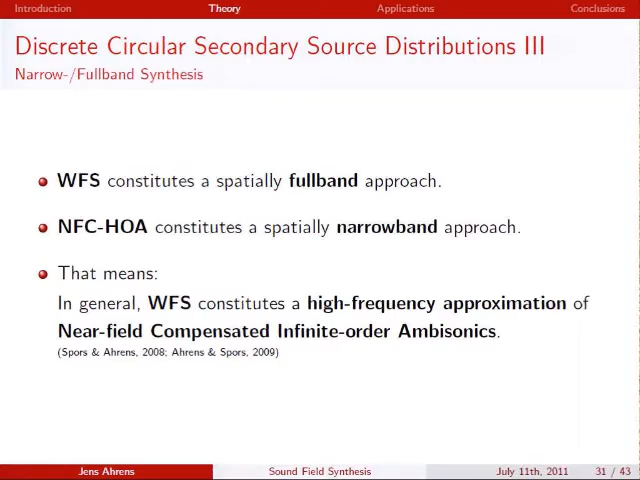 Introduction Theory Applications Conclusions
Discrete Circular Secondary Source Distributions III
Narrow-/Fullband Synthesis
WFS constitutes a spatially fullband approach.
NFC-HOA constitutes a spatially narrowband approach.
That means:
In general, WFS constitutes a high-frequency approximation of
Near-field Compensated Infinite-order Ambisonics.
(Spors & Ahrens, 2008; Ahrens & Spors, 2009)
Jens Ahrens Sound Field Synthesis July 11th, 2011 31 / 43